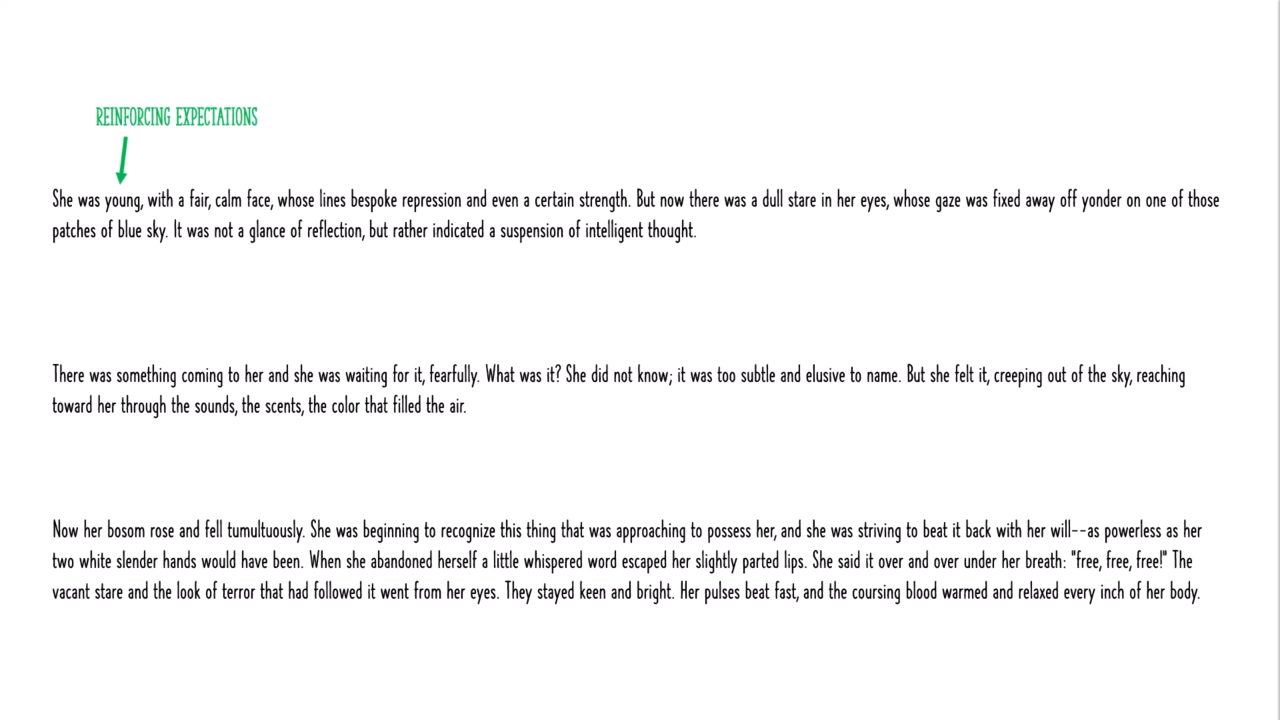 REINFORCING EXPECTATIONS
She was young, with a fair, calm face, whose lines bespoke repression and even a certain strength. But now there was a dull stare in her eyes, whose gaze was fixed away off yonder on one of those
patches of blue sky. It was not a glance of reflection, but rather indicated a suspension of intelligent thought.
There was something coming to her and she was waiting for it, fearfully. What was it? She did not know; it was too subtle and elusive to name. But she felt it, creeping out of the sky, reaching
toward her through the sounds, the scents, the color that filled the air.
Now her bosom rose and fell tumultuously. She was beginning to recognize this thing that was approaching to possess her, and she was striving to beat it back with her will--as powerless as her
two white slender hands would have been. When she abandoned herself a little whispered word escaped her slightly parted lips. She said it over and over under her breath: "free, free, free!" The
vacant stare and the look of terror that had followed it went from her eyes. They stayed keen and bright. Her pulses beat fast, and the coursing blood warmed and relaxed every inch of her body.